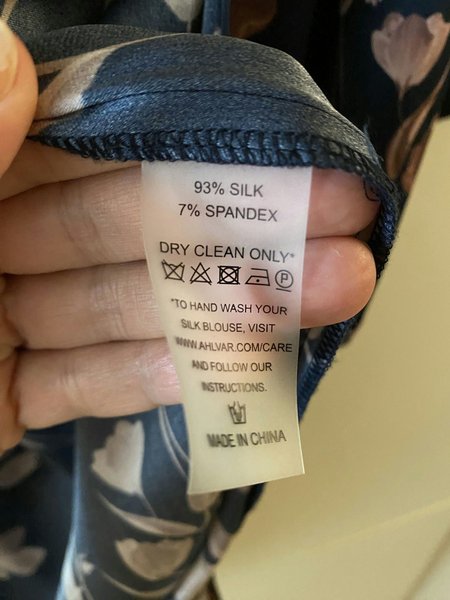 93% SILK
7% SPANDEX
DRY CLEAN ONLY*
P
*TO HAND WASH YOUR
SILK BLOUSE, VISIT
WWW.AHLVAR.COM/CARE
AND FOLLOW OUR
INSTRUCTIONS.
MADE IN CHINA